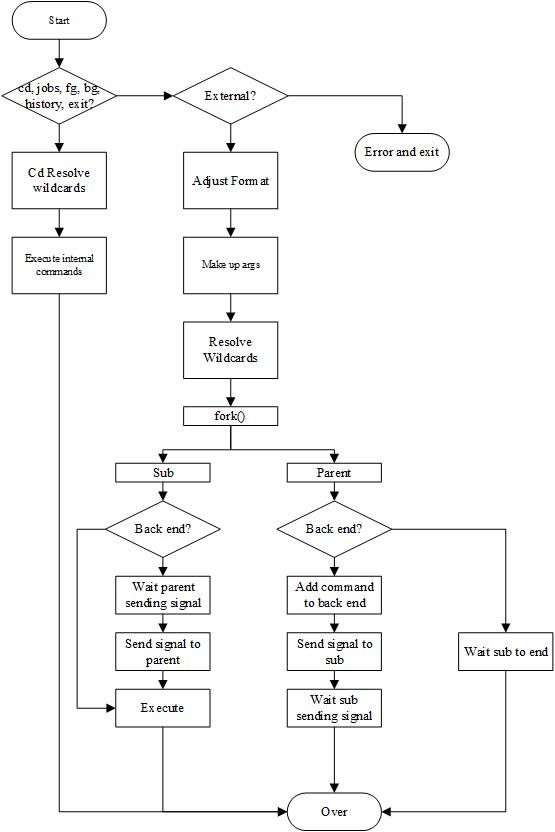 Start
cd, jobs, fg, bg,
history, exit?
External?
Error and exit
Cd Resolve
wildcards
Adjust Format
Execute internal
commands
Make up args
Resolve
Wildcards
fork()
Sub
Parent
Back end?
Back end?
Wait parent
sending signal
Add command
to back end
Send signal to
parent
Send signal to
sub
Wait sub to end
Execute
Wait sub
sending signal
Over